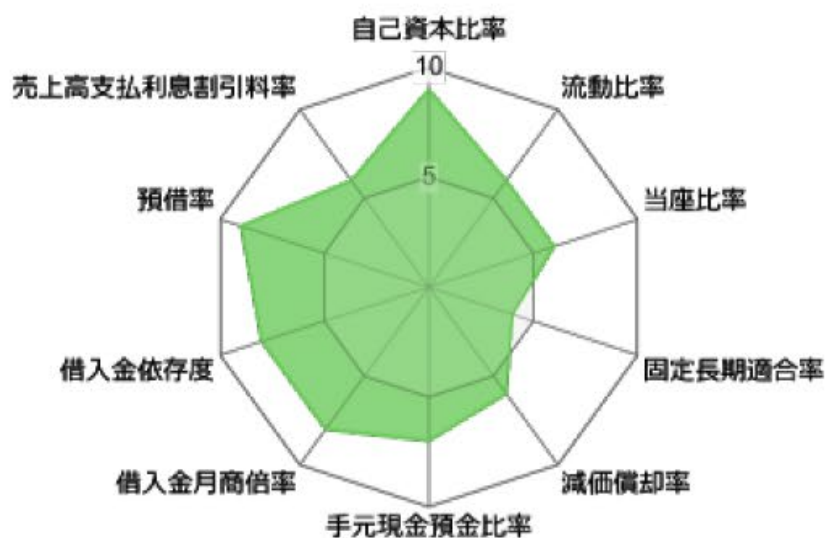 自己資本比率
10
売上高支払利息割引料率
流動比率
5
預借率
当座比率
借入金依存度
固定長期適合率
借入金月商倍率
減価償却率
手元現金預金比率